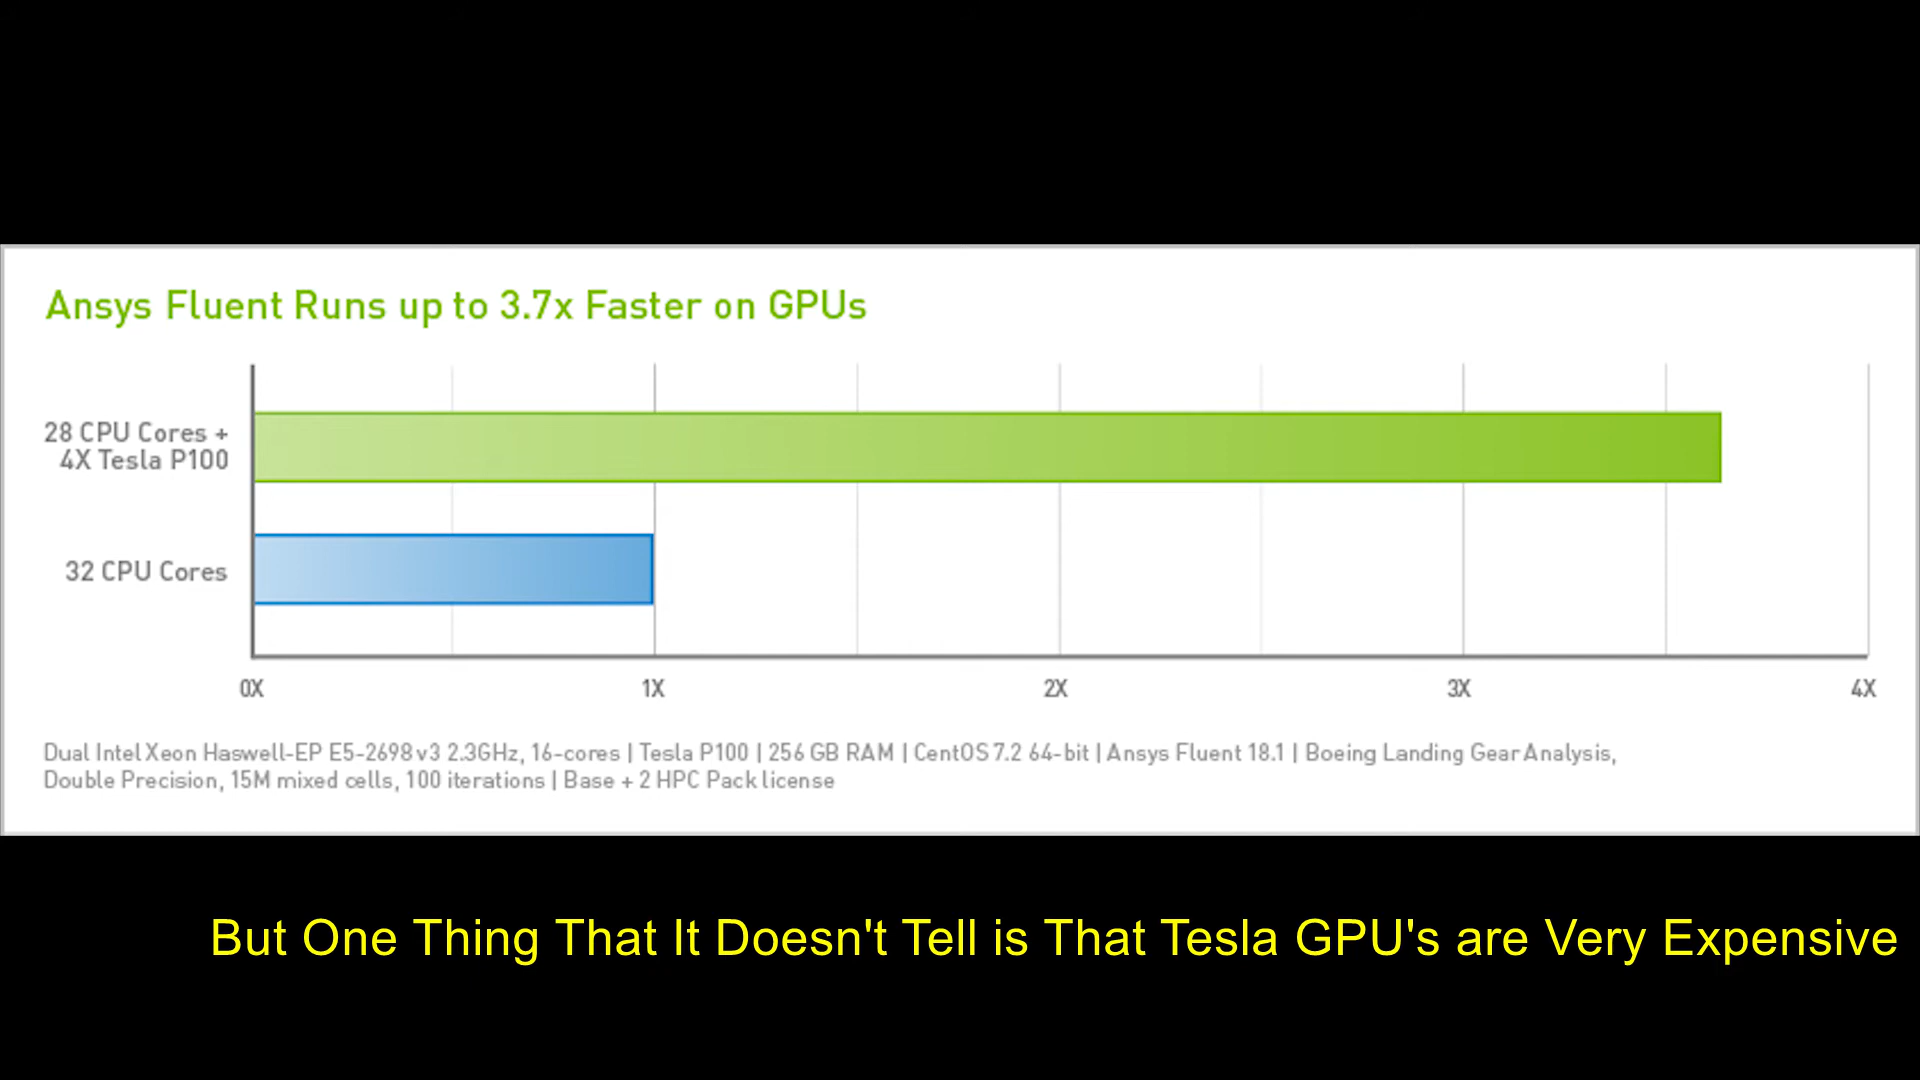 Ansys Fluent Runs up to 3.7x Faster on GPUs
28 CPU Cores +
4X Tesla P100
32 CPU Cores
0X 1X 2X 3X 4X
Dual Intel Xeon Haswell-EP E5-2698 v3 2.3GHz, 16-cores | Tesla P100 | 256 GB RAM | CentOS 7.2 64-bit | Ansys Fluent 18.1 | Boeing Landing Gear Analysis,
Double Precision, 15M mixed cells, 100 iterations | Base + 2 HPC Pack license
But One Thing That It Doesn't Tell is That Tesla GPU's are Very Expensive